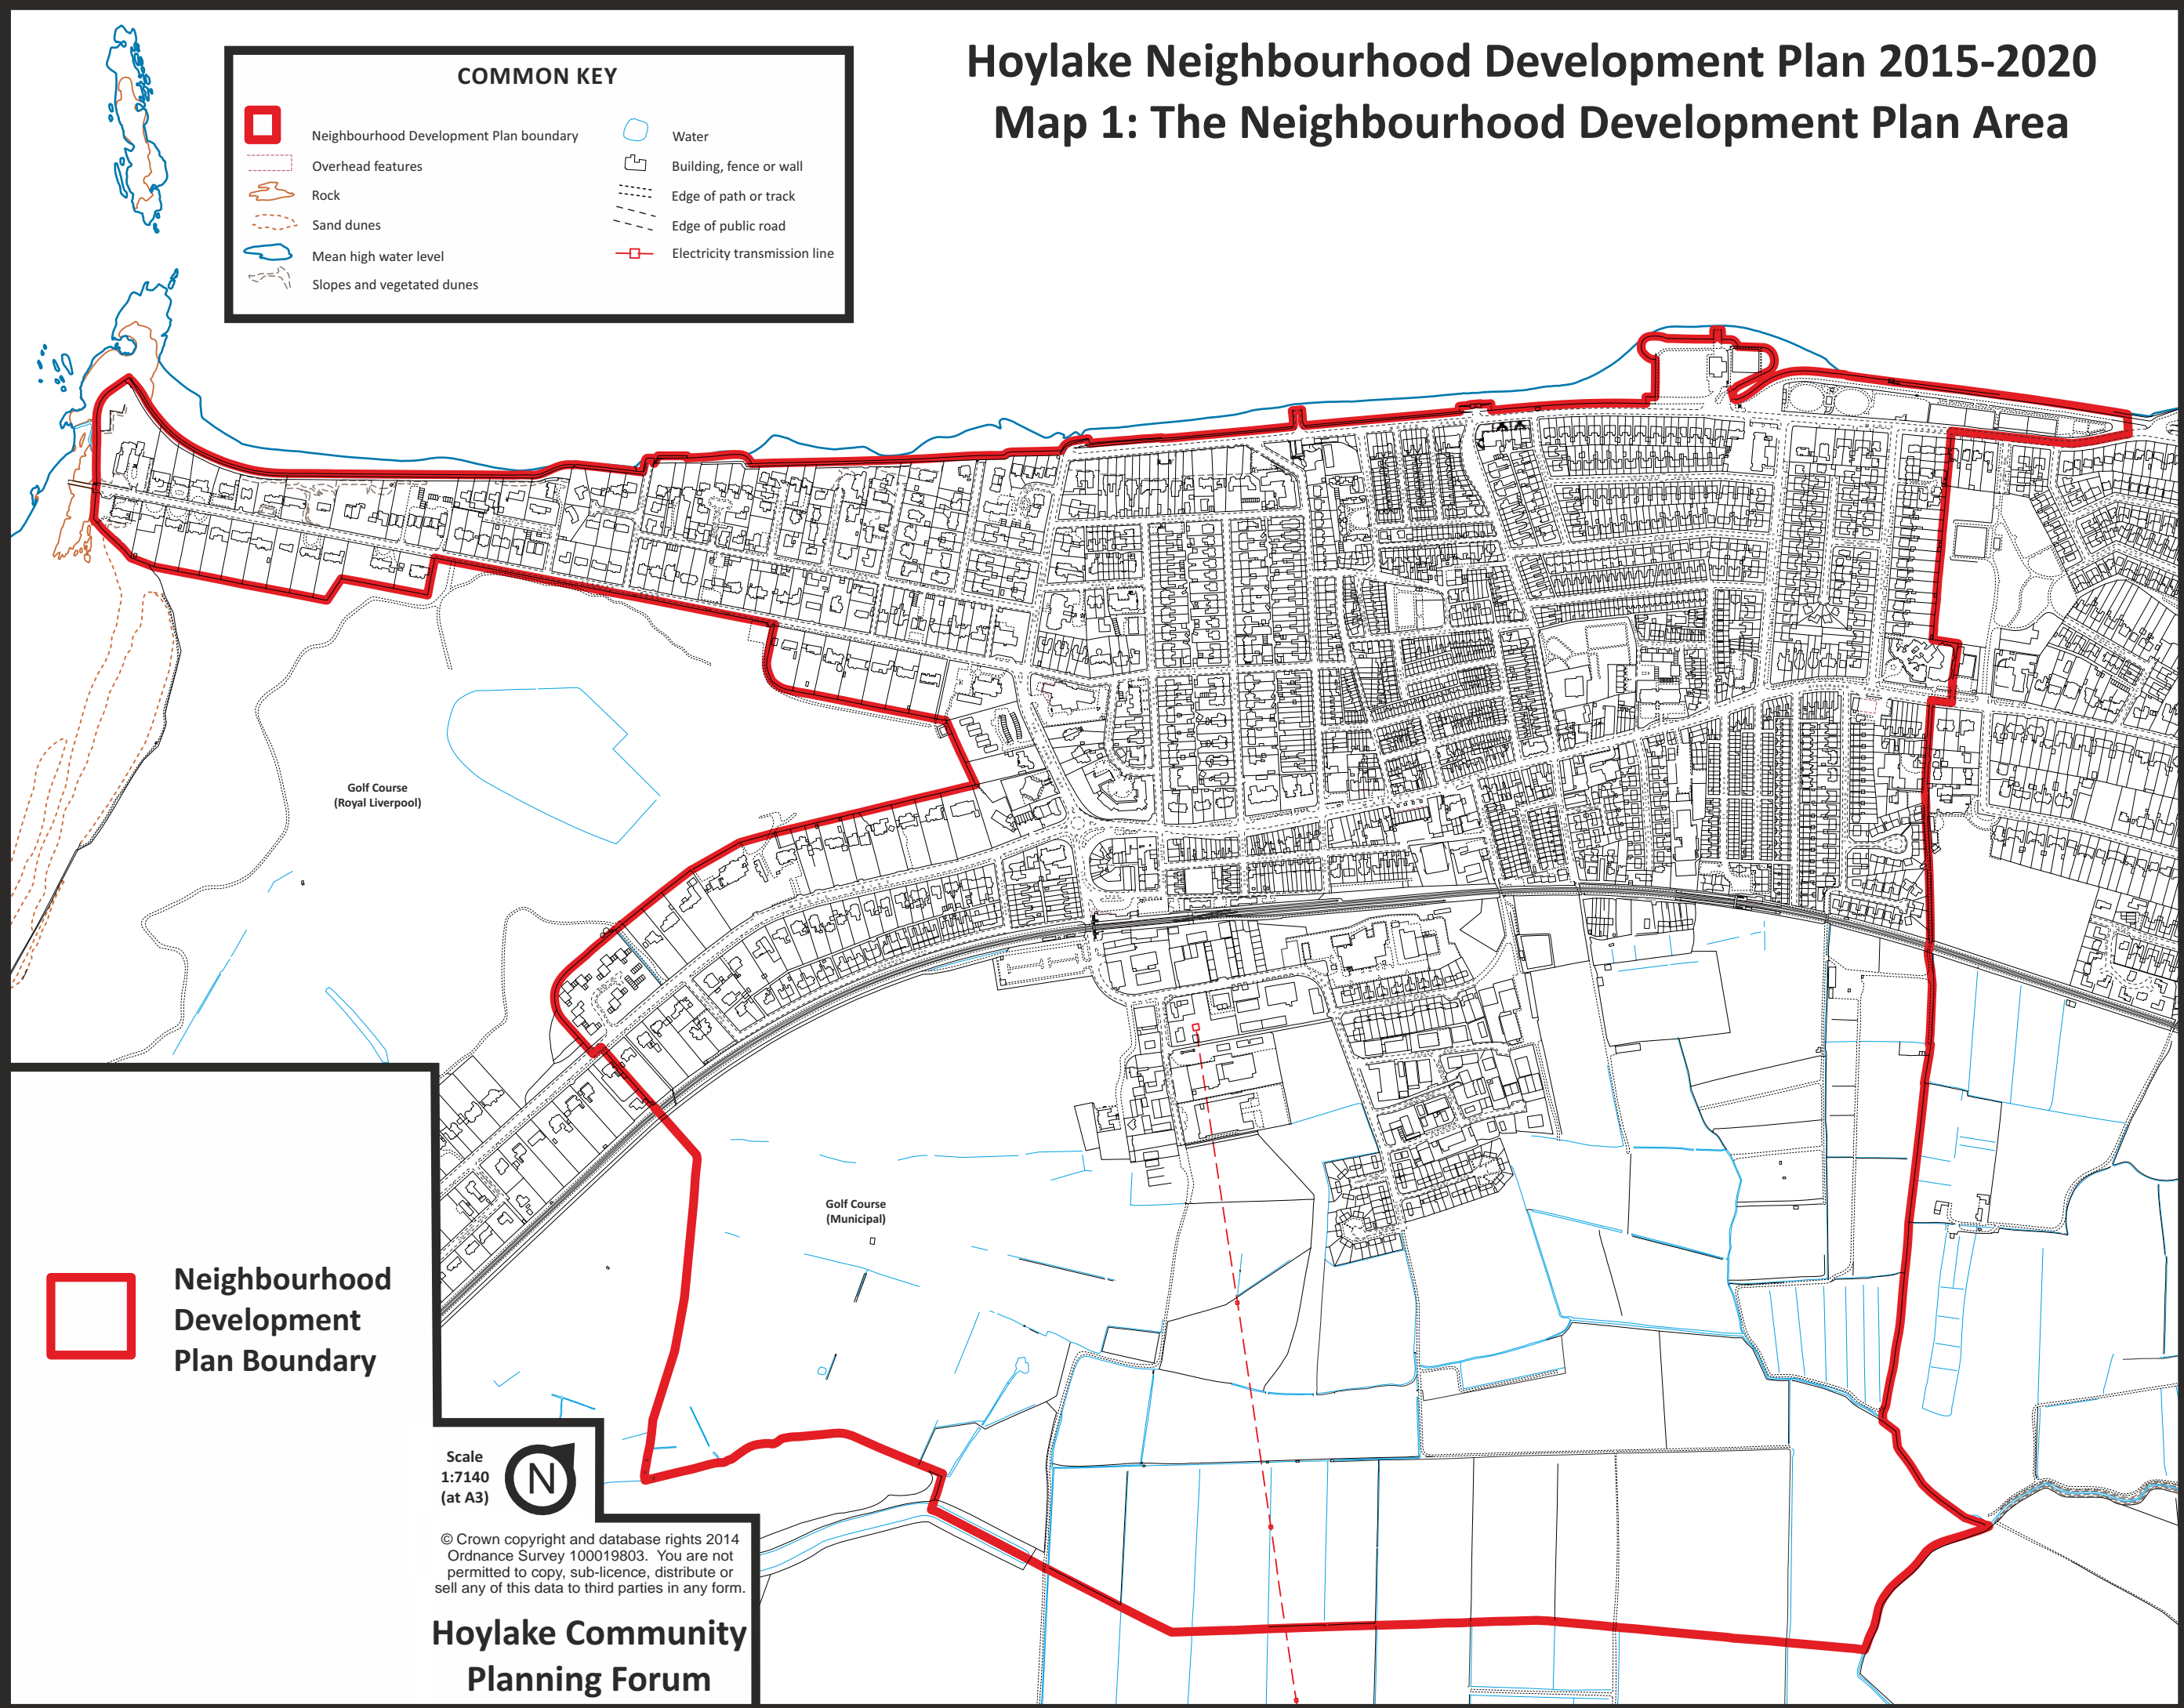 Hoylake Neighbourhood Development Plan 2015-2020
Map 1: The Neighbourhood Development Plan Area
COMMON KEY
Neighbourhood Development Plan boundary
Overhead features
Rock
Sand dunes
Mean high water level
Slopes and vegetated dunes
Water
Building, fence or wall
Edge of path or track
Edge of public road
Electricity transmission line
Golf Course
(Royal Liverpool)
Golf Course
(Municipal)
Neighbourhood
Development
Plan Boundary
Scale
1:7140
(at A3)
N
© Crown copyright and database rights 2014
Ordnance Survey 100019803. You are not
permitted to copy, sub-licence, distribute or
sell any of this data to third parties in any form.
Hoylake Community
Planning Forum